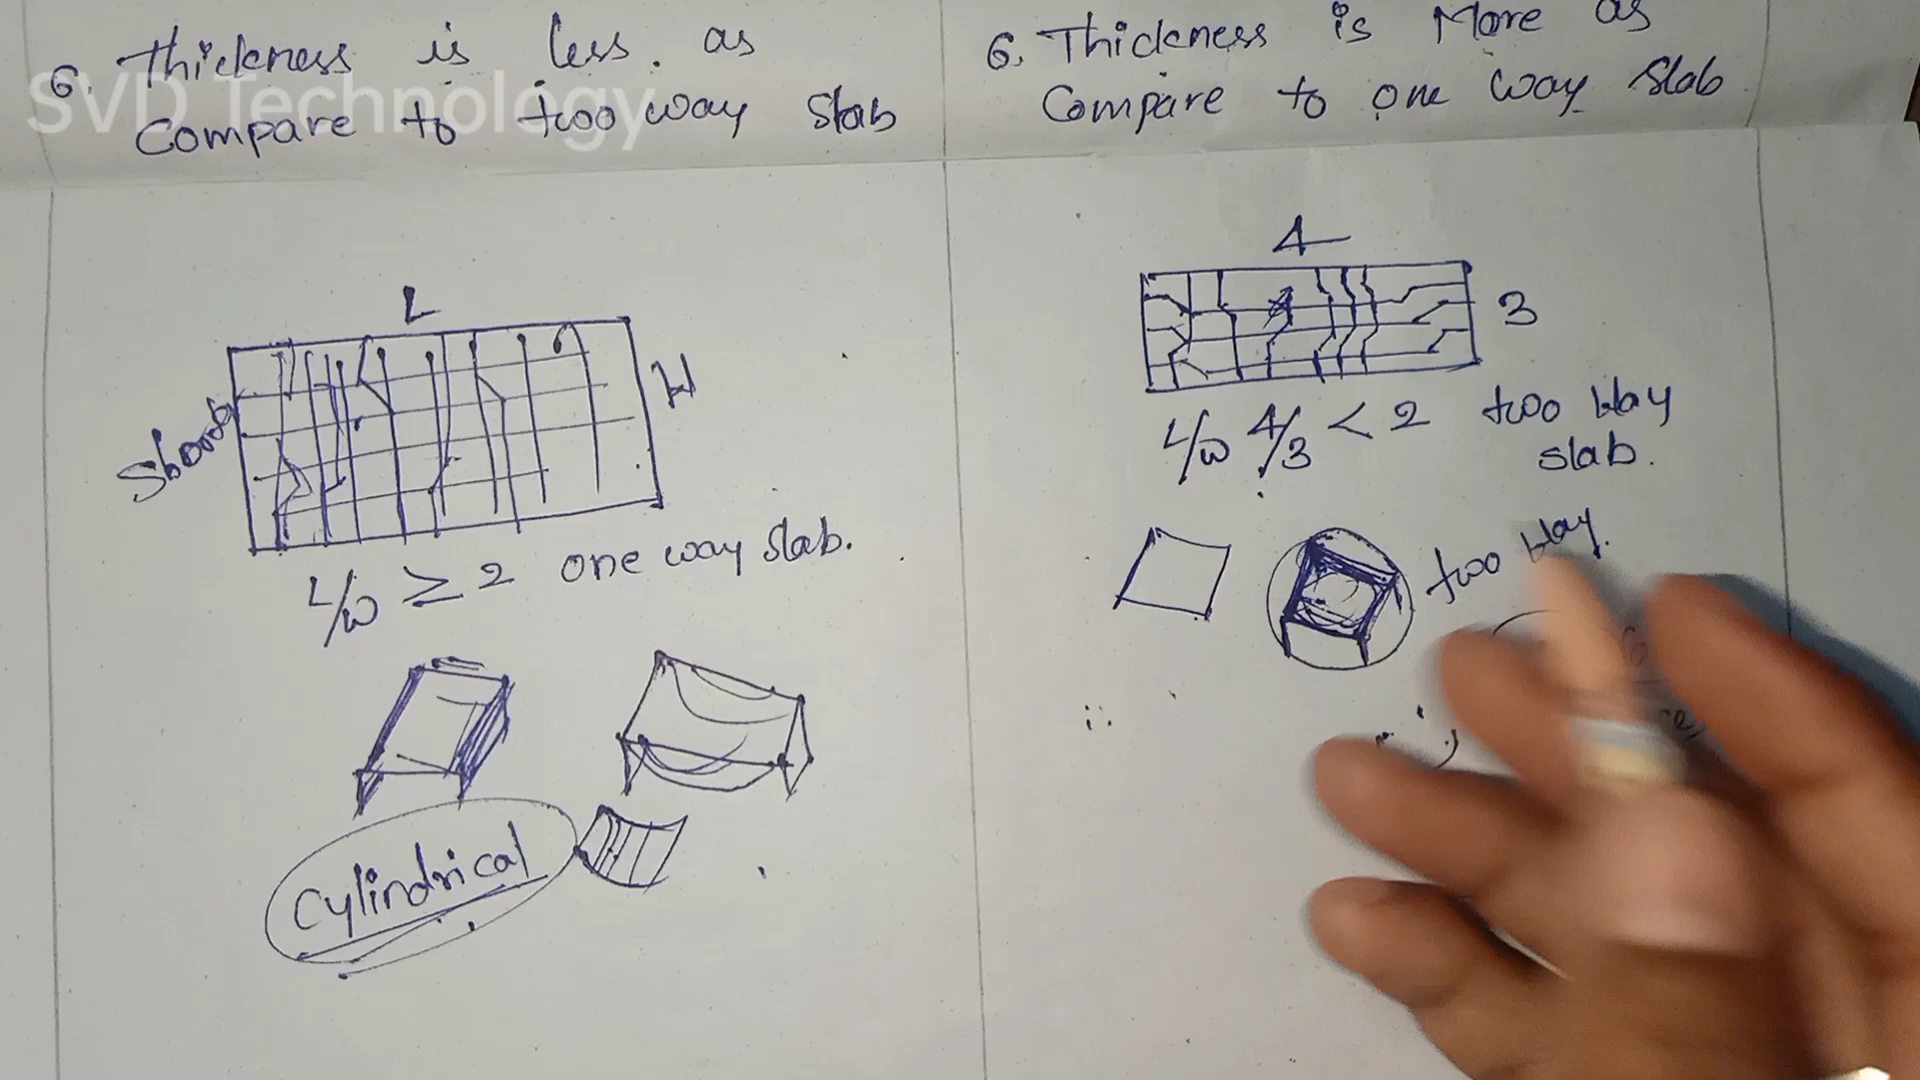 6. Thickness is less. as
Compare to two way Slab
SVD Technology
6. Thickness is More as
Compare to one way Slab
L
Short
W
L/W ≥ 2 one way slab.
Cylindrical
4
3
L/W 4/3 < 2 two way
slab.
two way.
∴